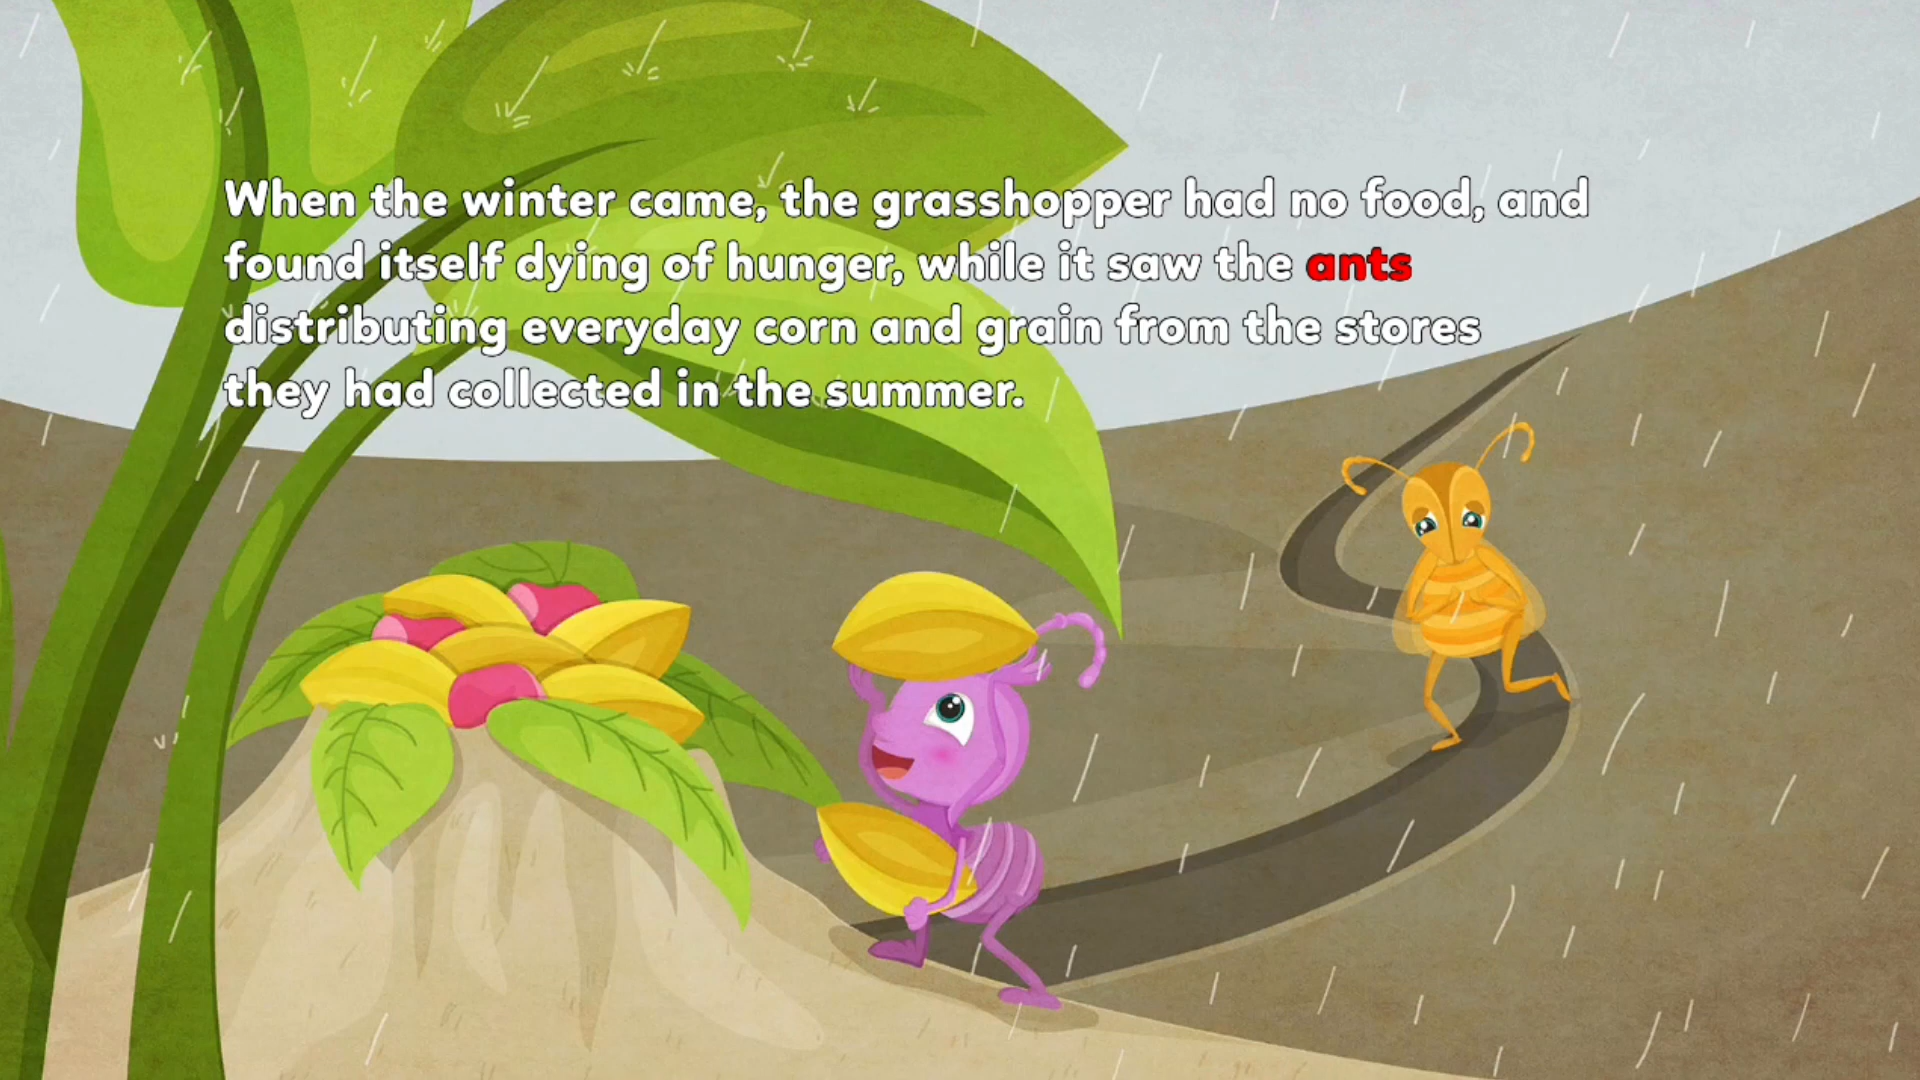 When the winter came, the grasshopper had no food, and
found itself dying of hunger, while it saw the ants
distributing everyday corn and grain from the stores
they had collected in the summer.